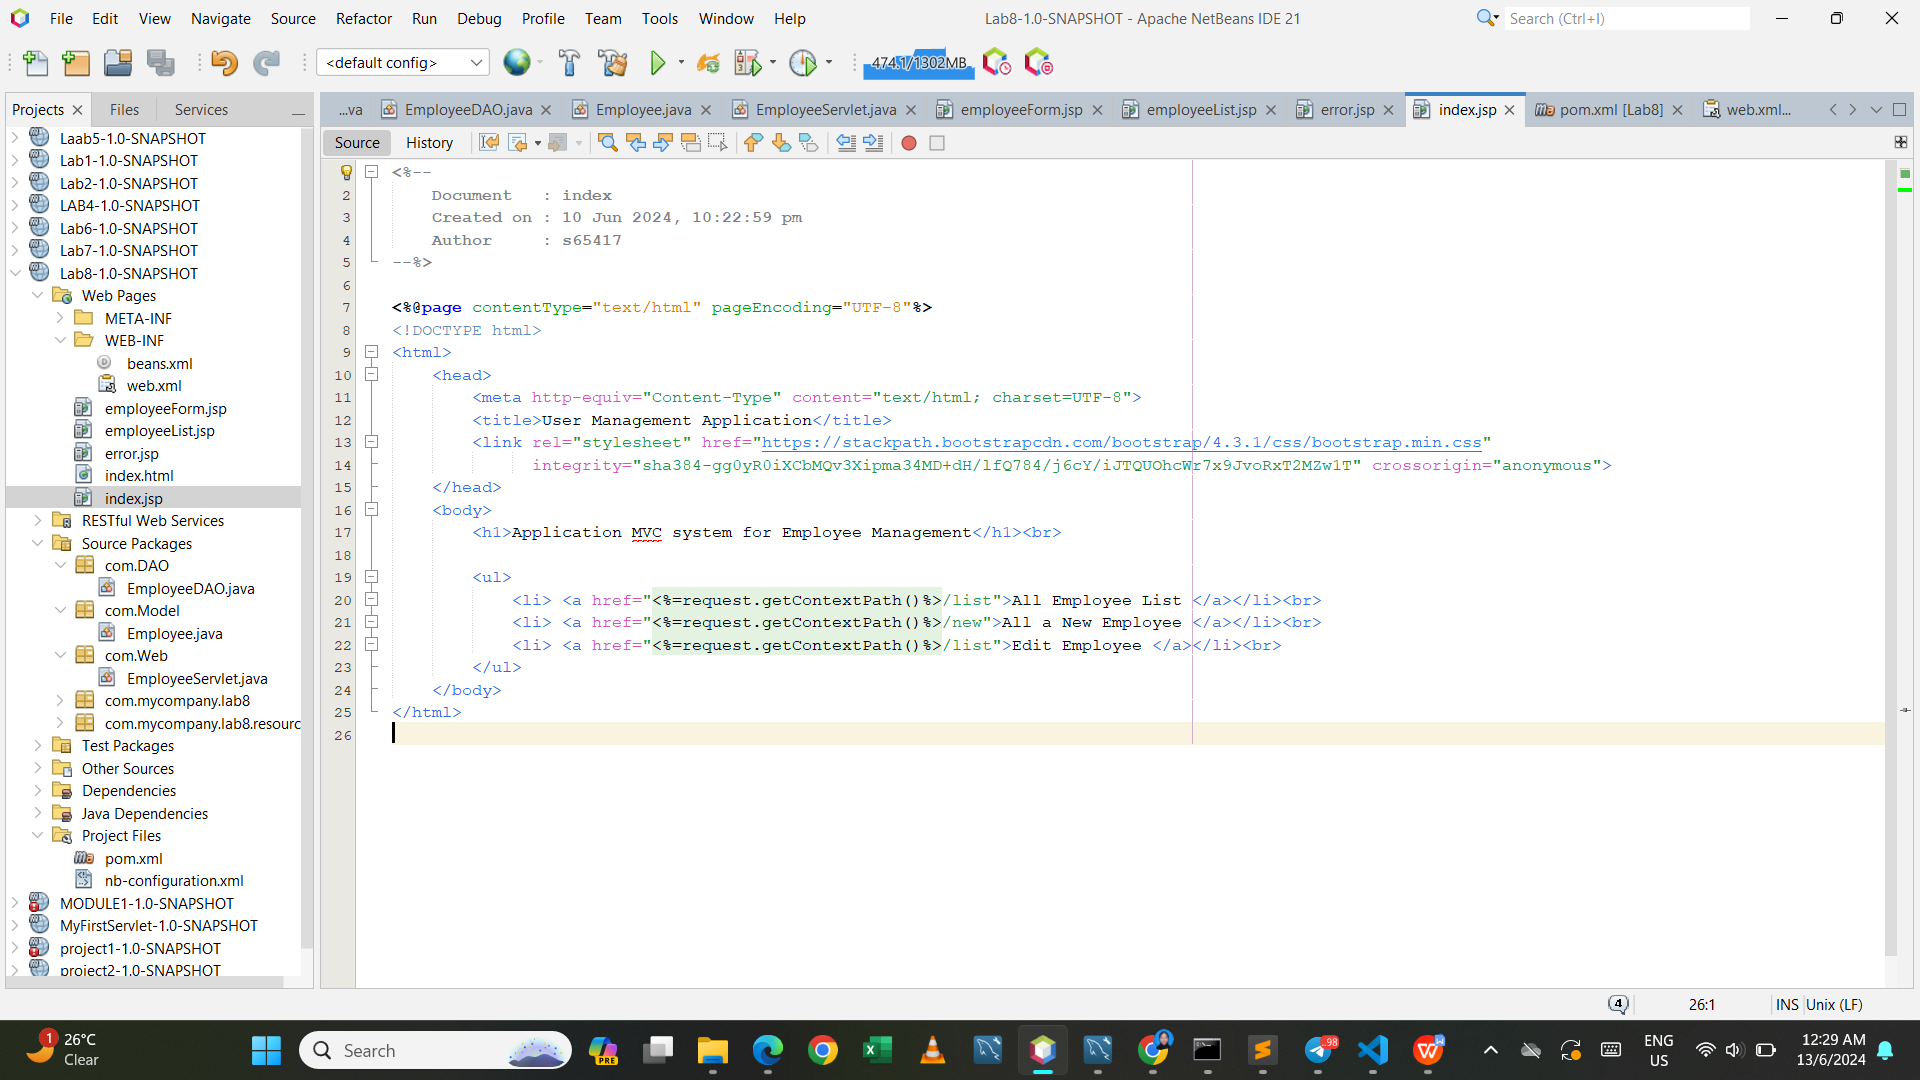 File Edit View Navigate Source Refactor Run Debug Profile Team Tools Window Help
Lab8-1.0-SNAPSHOT - Apache NetBeans IDE 21
Search (Ctrl+I)
<default config>
474.1/1302MB
Projects Files Services
...va EmployeeDAO.java Employee.java EmployeeServlet.java employeeForm.jsp employeeList.jsp error.jsp index.jsp pom.xml [Lab8] web.xml...
Source History
Laab5-1.0-SNAPSHOT
Lab1-1.0-SNAPSHOT
Lab2-1.0-SNAPSHOT
LAB4-1.0-SNAPSHOT
Lab6-1.0-SNAPSHOT
Lab7-1.0-SNAPSHOT
Lab8-1.0-SNAPSHOT
Web Pages
META-INF
WEB-INF
beans.xml
web.xml
employeeForm.jsp
employeeList.jsp
error.jsp
index.html
index.jsp
RESTful Web Services
Source Packages
com.DAO
EmployeeDAO.java
com.Model
Employee.java
com.Web
EmployeeServlet.java
com.mycompany.lab8
com.mycompany.lab8.resourc
Test Packages
Other Sources
Dependencies
Java Dependencies
Project Files
pom.xml
nb-configuration.xml
MODULE1-1.0-SNAPSHOT
MyFirstServlet-1.0-SNAPSHOT
project1-1.0-SNAPSHOT
project2-1.0-SNAPSHOT
<%--
2 Document : index
3 Created on : 10 Jun 2024, 10:22:59 pm
4 Author : s65417
5 --%>
6
7 <%@page contentType="text/html" pageEncoding="UTF-8"%>
8 <!DOCTYPE html>
9 <html>
10 <head>
11 <meta http-equiv="Content-Type" content="text/html; charset=UTF-8">
12 <title>User Management Application</title>
13 <link rel="stylesheet" href="https://stackpath.bootstrapcdn.com/bootstrap/4.3.1/css/bootstrap.min.css"
14 integrity="sha384-gg0yR0iXCbMQv3Xipma34MD+dH/lfQ784/j6cY/iJTQUOhcWr7x9JvoRxT2MZw1T" crossorigin="anonymous">
15 </head>
16 <body>
17 <h1>Application MVC system for Employee Management</h1><br>
18
19 <ul>
20 <li> <a href="<%=request.getContextPath()%>/list">All Employee List </a></li><br>
21 <li> <a href="<%=request.getContextPath()%>/new">All a New Employee </a></li><br>
22 <li> <a href="<%=request.getContextPath()%>/list">Edit Employee </a></li><br>
23 </ul>
24 </body>
25 </html>
26
4 26:1 INS Unix (LF)
1 26°C
Clear
Search
PRE
98
ENG
US
12:29 AM
13/6/2024